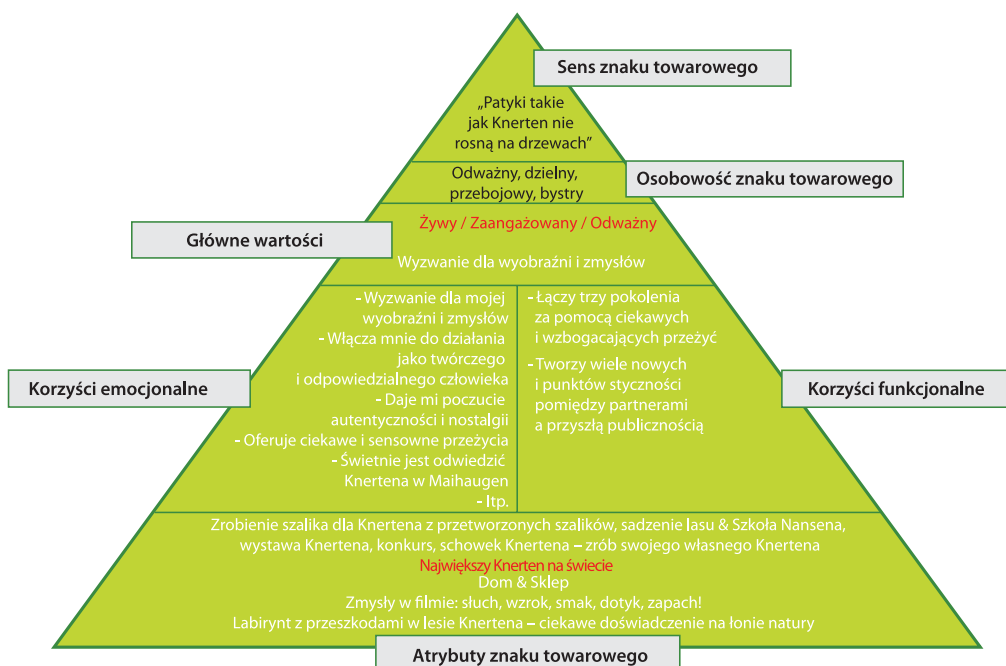 Sens znaku towarowego
„Patyki takie
jak Knerten nie
rosną na drzewach”
Osobowość znaku towarowego
Odważny, dzielny,
przebojowy, bystry
Główne wartości
Żywy / Zaangażowany / Odważny
Wyzwanie dla wyobraźni i zmysłów
Korzyści emocjonalne
– Wyzwanie dla mojej
wyobraźni i zmysłów
– Włącza mnie do działania
jako twórczego
i odpowiedzialnego człowieka
– Daje mi poczucie
autentyczności i nostalgii
– Oferuje ciekawe i sensowne przeżycia
– Świetnie jest odwiedzić
Knertena w Maihaugen
– Itp.
– Łączy trzy pokolenia
za pomocą ciekawych
i wzbogacających przeżyć
– Tworzy wiele nowych
i punktów styczności
pomiędzy partnerami
a przyszłą publicznością
Korzyści funkcjonalne
Zrobienie szalika dla Knertena z przetworzonych szalików, sadzenie lasu & Szkoła Nansena,
wystawa Knertena, konkurs, schowek Knertena – zrób swojego własnego Knertena
Największy Knerten na świecie
Dom & Sklep
Zmysły w filmie: słuch, wzrok, smak, dotyk, zapach!
Labirynt z przeszkodami w lesie Knertena – ciekawe doświadczenie na łonie natury
Atrybuty znaku towarowego